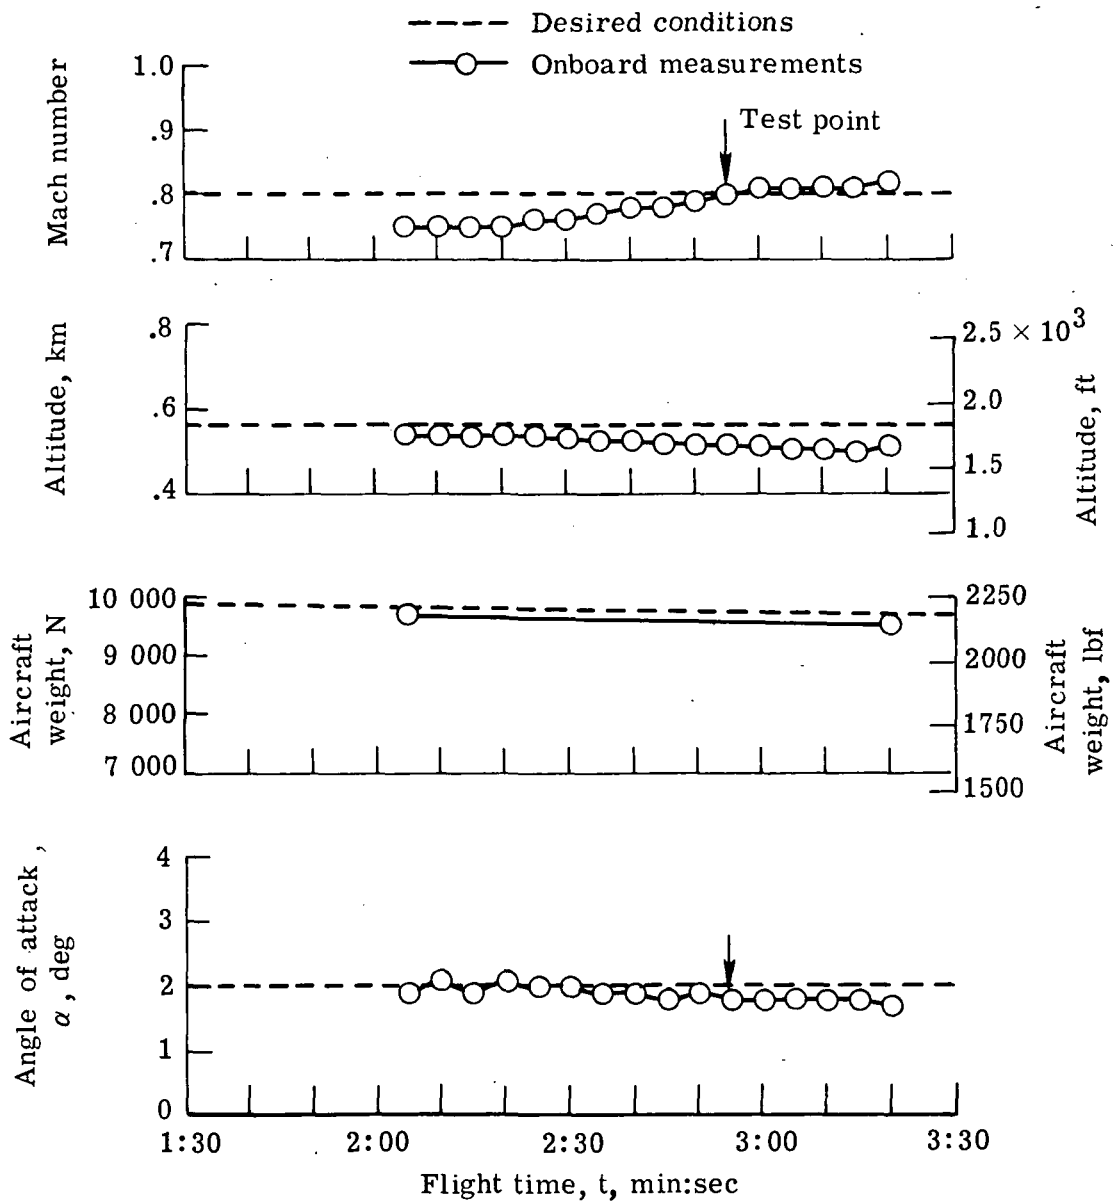 Desired conditions
Onboard measurements
Test point
Mach number
1.0
.9
.8
.7
Altitude, km
.8
.6
.4
2.5 × 10³
2.0
1.5
1.0
Altitude, ft
Aircraft
weight, N
10 000
9 000
8 000
7 000
2250
2000
1750
1500
Aircraft
weight, lbf
Angle of attack ,
α, deg
4
3
2
1
0
1:30 2:00 2:30 3:00 3:30
Flight time, t, min:sec